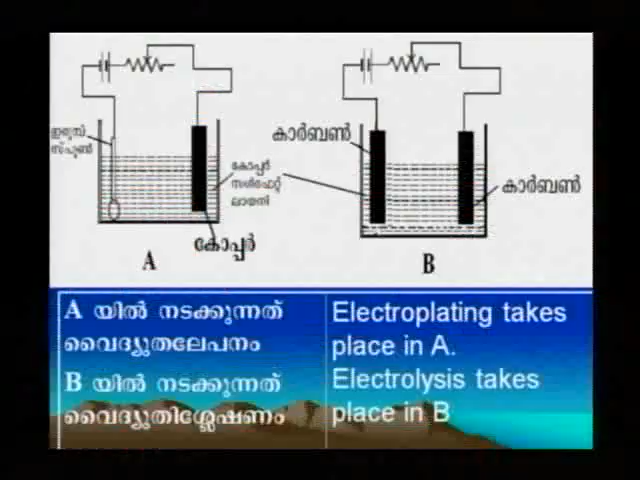 ഇരുമ്പ്
സ്പൂൺ
കോപ്പർ
സൾഫേറ്റ്
ലായനി
കോപ്പർ
A
കാർബൺ
കാർബൺ
B
A യിൽ നടക്കുന്നത്
വൈദ്യുതലേപനം
B യിൽ നടക്കുന്നത്
വൈദ്യുതിശ്ലേഷണം
Electroplating takes
place in A.
Electrolysis takes
place in B